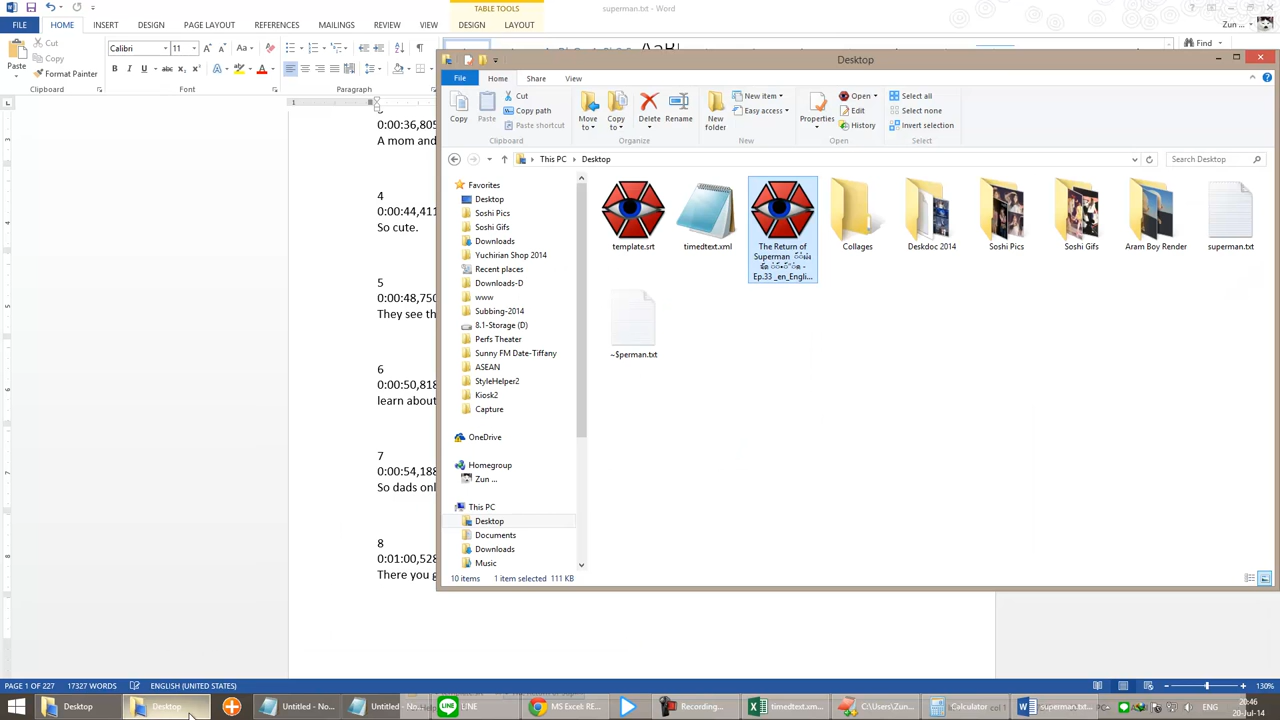 superman.txt - Word
TABLE TOOLS
FILE HOME INSERT DESIGN PAGE LAYOUT REFERENCES MAILINGS REVIEW VIEW DESIGN LAYOUT
Zun ...
Cut
Copy
Format Painter
Paste
Clipboard
Calibri 11
Font
Paragraph
Find
Desktop
File Home Share View
Copy
Paste
Cut
Copy path
Paste shortcut
Clipboard
Move to
Copy to
Delete
Rename
Organize
New folder
New item
Easy access
New
Properties
Open
Edit
History
Open
Select all
Select none
Invert selection
Select
This PC Desktop
Search Desktop
Favorites
Desktop
Soshi Pics
Soshi Gifs
Downloads
Yuchirian Shop 2014
Recent places
Downloads-D
www
Subbing-2014
8.1-Storage (D)
Perfs Theater
Sunny FM Date-Tiffany
ASEAN
StyleHelper2
Kiosk2
Capture
OneDrive
Homegroup
Zun ...
This PC
Desktop
Documents
Downloads
Music
template.srt
timedtext.xml
The Return of
Superman
Ep.33 _en_Engli...
Collages
Deskdoc 2014
Soshi Pics
Soshi Gifs
Aram Boy Render
superman.txt
~$perman.txt
10 items 1 item selected 111 KB
0:00:36,805
A mom and
4
0:00:44,411
So cute.
5
0:00:48,750
They see th
6
0:00:50,818
learn about
7
0:00:54,188
So dads onl
8
0:01:00,528
There you g
PAGE 1 OF 227 17327 WORDS ENGLISH (UNITED STATES)
130%
Desktop
Desktop
Untitled - No...
Untitled - No...
LINE
MS Excel: RE...
Recording...
timedtext.xm...
C:\Users\Zun...
Calculator
superman.tx...
PC
ENG
20:46
20-Jul-14